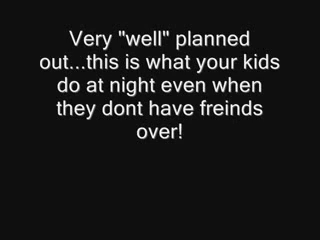 Very "well" planned
out...this is what your kids
do at night even when
they dont have freinds
over!